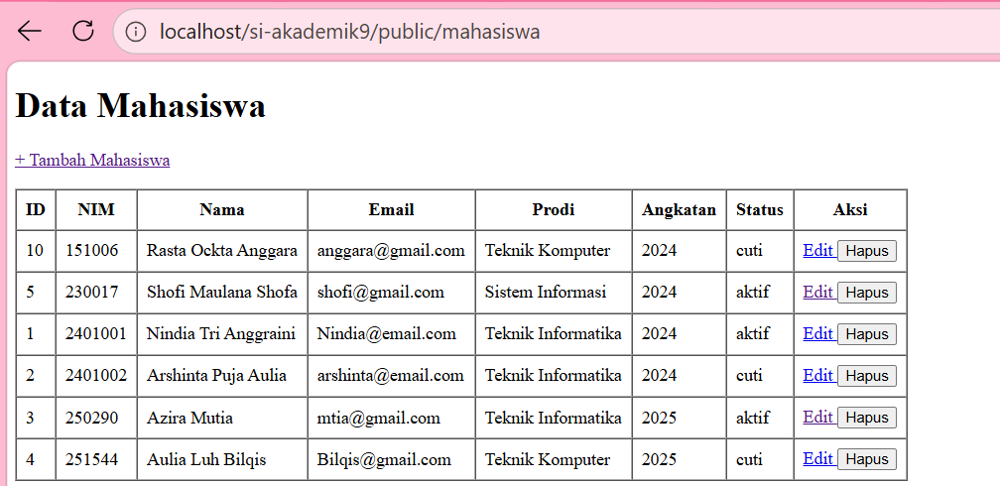 localhost/si-akademik9/public/mahasiswa
Data Mahasiswa
+ Tambah Mahasiswa
ID NIM Nama Email Prodi Angkatan Status Aksi
10 151006 Rasta Ockta Anggara anggara@gmail.com Teknik Komputer 2024 cuti Edit Hapus
5 230017 Shofi Maulana Shofa shofi@gmail.com Sistem Informasi 2024 aktif Edit Hapus
1 2401001 Nindia Tri Anggraini Nindia@email.com Teknik Informatika 2024 aktif Edit Hapus
2 2401002 Arshinta Puja Aulia arshinta@email.com Teknik Informatika 2024 cuti Edit Hapus
3 250290 Azira Mutia mtia@gmail.com Teknik Informatika 2025 aktif Edit Hapus
4 251544 Aulia Luh Bilqis Bilqis@gmail.com Teknik Komputer 2025 cuti Edit Hapus